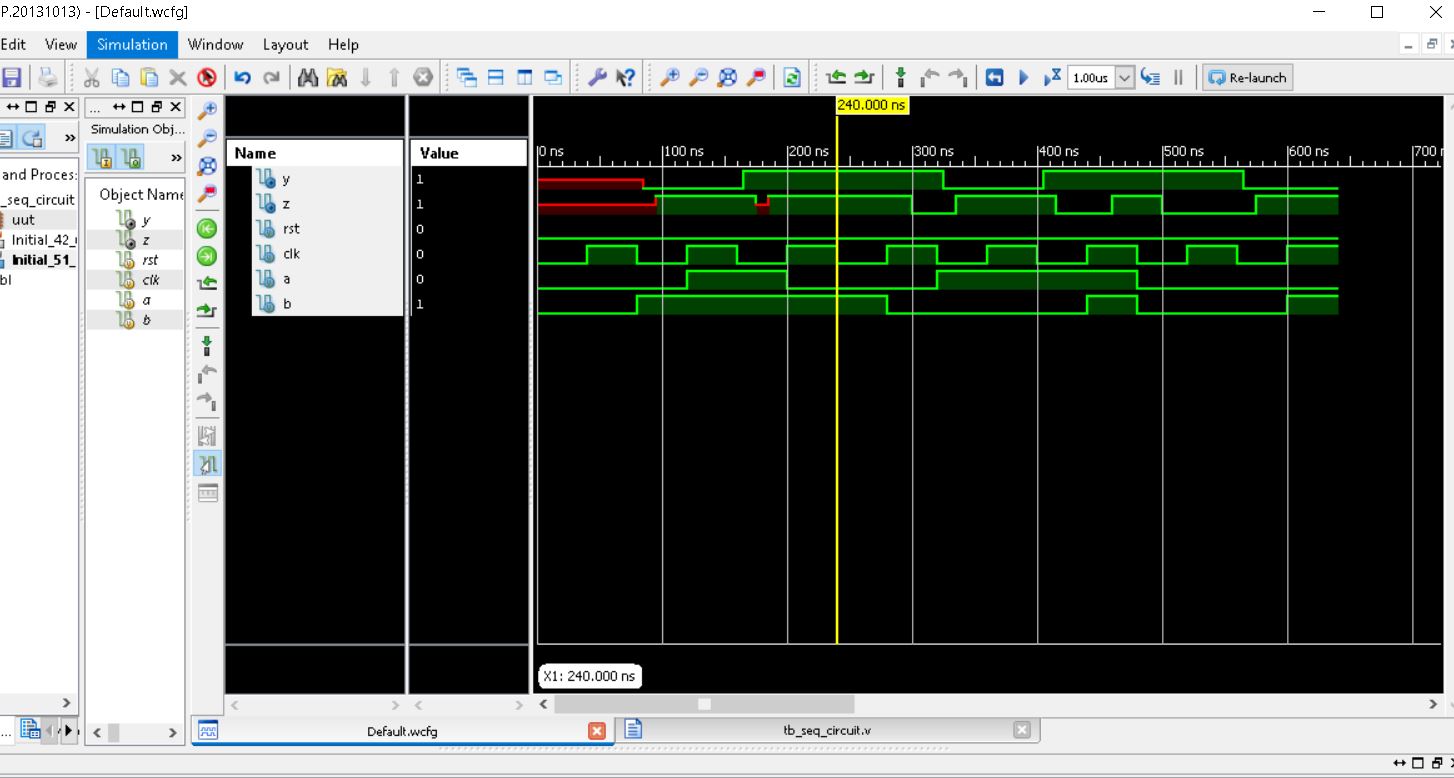 P.20131013) - [Default.wcfg]
Edit View Simulation Window Layout Help
1.00us Re-launch
240.000 ns
Simulation Obj...
Name Value
0 ns 100 ns 200 ns 300 ns 400 ns 500 ns 600 ns 700 n
and Proces:
Object Name
y 1
z 1
rst 0
clk 0
a 0
b 1
_seq_circuit
uut
Initial_42_
Initial_51_
bl
y
z
rst
clk
a
b
X1: 240.000 ns
Default.wcfg
tb_seq_circuit.v